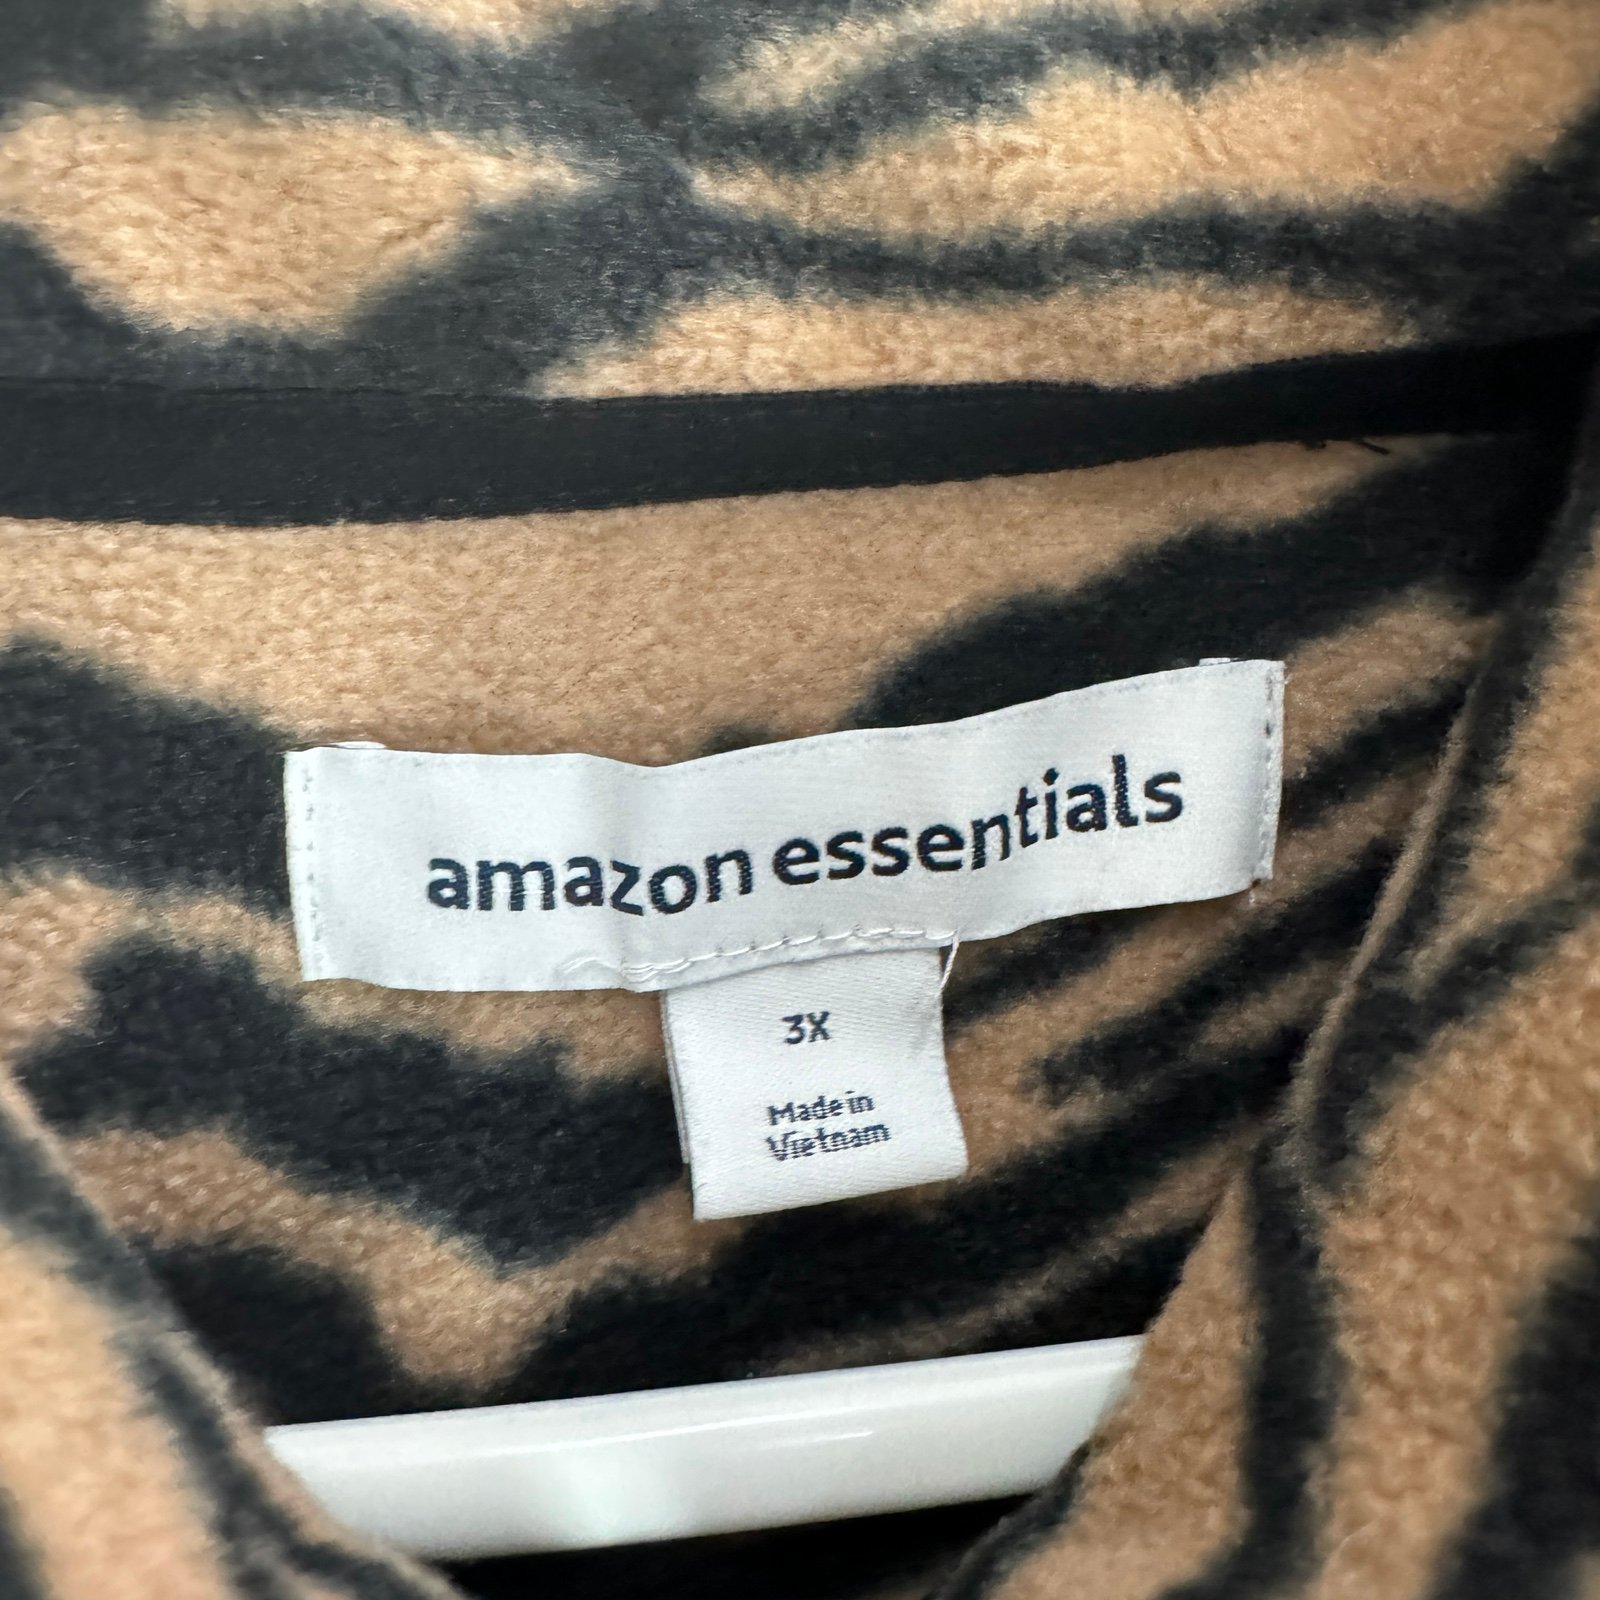 amazon essentials
3X
Made in
Vietnam